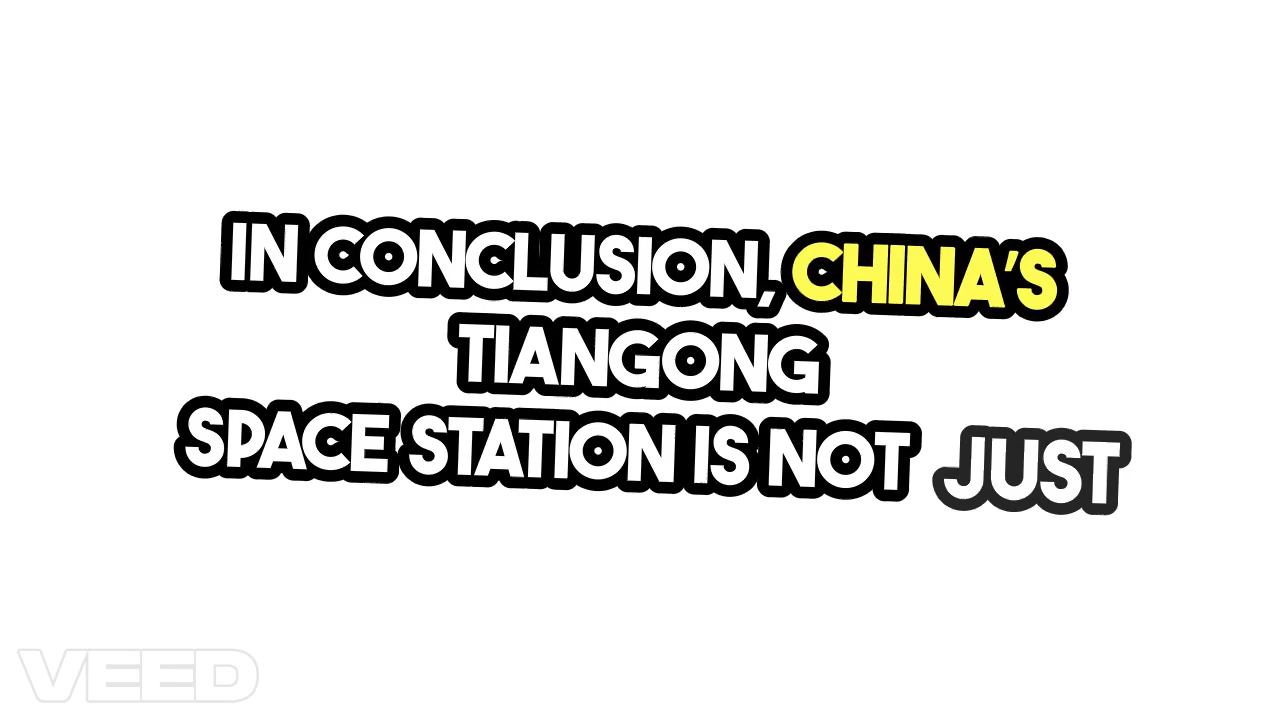 IN CONCLUSION, CHINA'S
TIANGONG
SPACE STATION IS NOT JUST
VEED